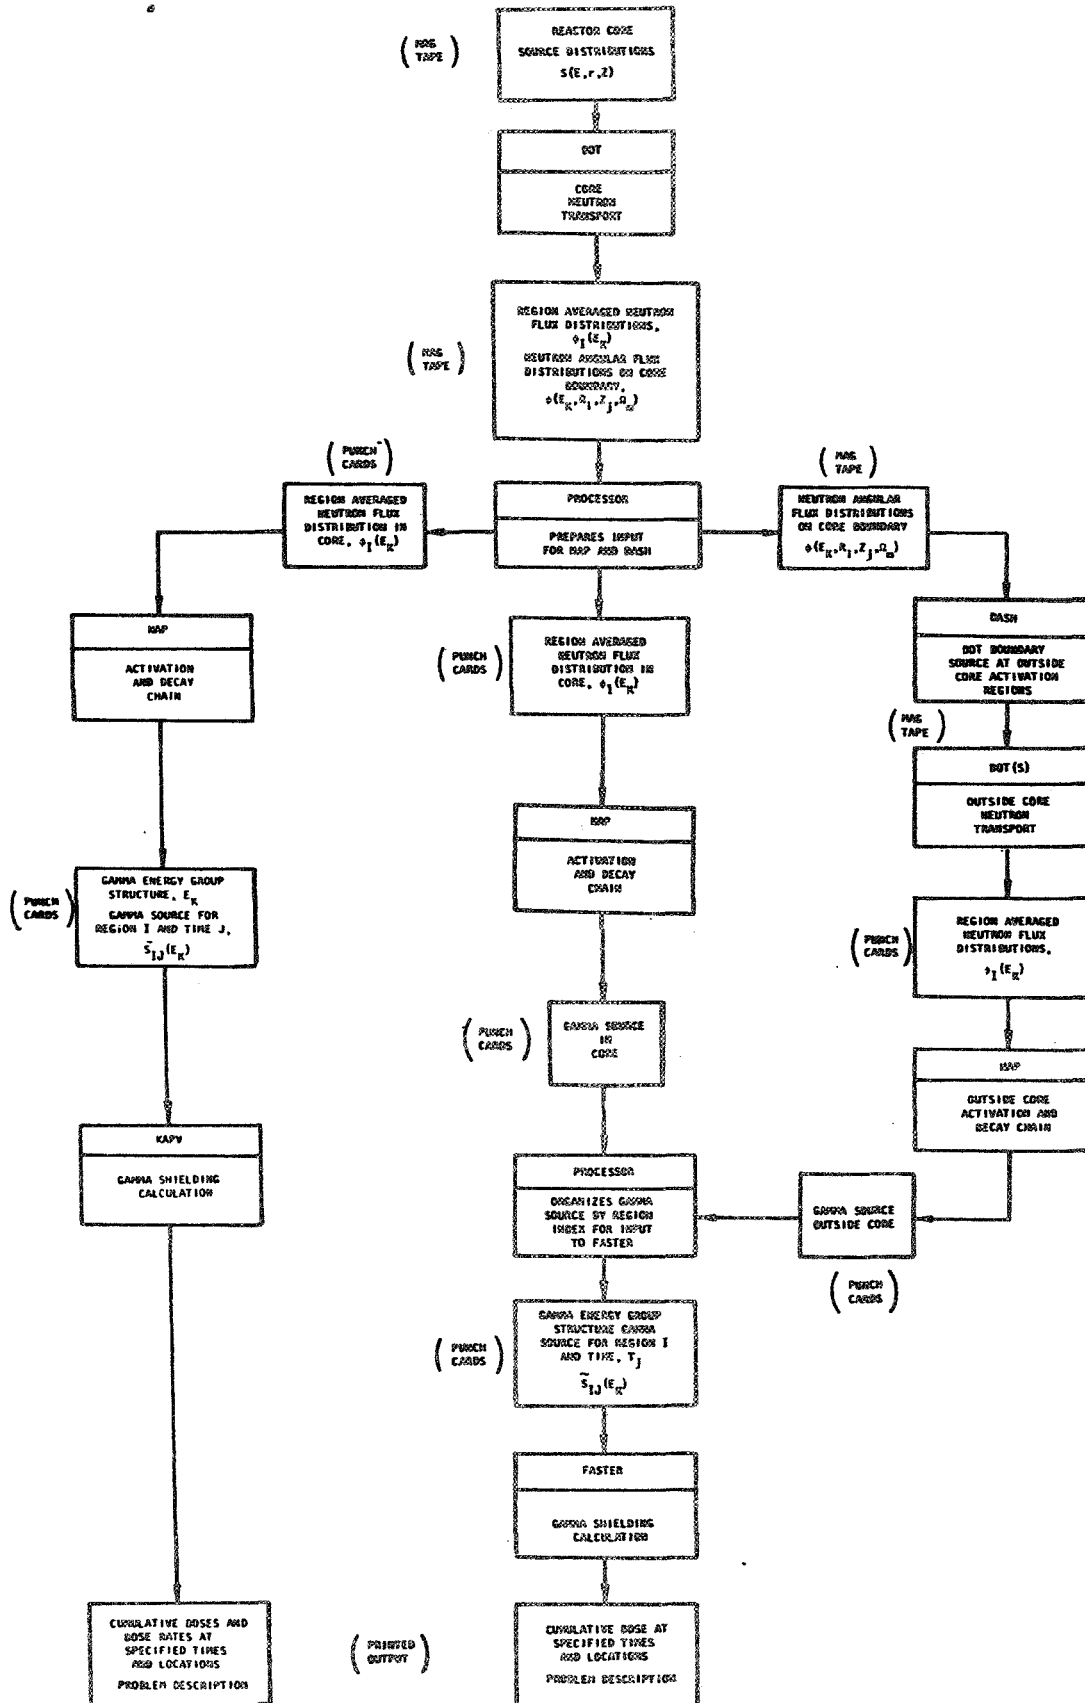 (MAG TAPE)
REACTOR CORE
SOURCE DISTRIBUTIONS
S(E,r,Z)
DOT
CORE
NEUTRON
TRANSPORT
(MAG TAPE)
REGION AVERAGED NEUTRON
FLUX DISTRIBUTIONS,
φI(EK)
NEUTRON ANGULAR FLUX
DISTRIBUTIONS ON CORE
BOUNDARY,
φ(EK,Ri,Zj,Ωm)
(PUNCH CARDS)
REGION AVERAGED
NEUTRON FLUX
DISTRIBUTION IN
CORE, φI(EK)
PROCESSOR
PREPARES INPUT
FOR MAP AND DASH
(MAG TAPE)
NEUTRON ANGULAR
FLUX DISTRIBUTIONS
ON CORE BOUNDARY
φ(EK,Ri,Zj,Ωm)
MAP
ACTIVATION
AND DECAY
CHAIN
(PUNCH CARDS)
REGION AVERAGED
NEUTRON FLUX
DISTRIBUTION IN
CORE, φI(EK)
DASH
DOT BOUNDARY
SOURCE AT OUTSIDE
CORE ACTIVATION
REGIONS
(MAG TAPE)
DOT(S)
OUTSIDE CORE
NEUTRON
TRANSPORT
MAP
ACTIVATION
AND DECAY
CHAIN
(PUNCH CARDS)
GAMMA ENERGY GROUP
STRUCTURE, EK
GAMMA SOURCE FOR
REGION I AND TIME J,
S̃IJ(EK)
(PUNCH CARDS)
REGION AVERAGED
NEUTRON FLUX
DISTRIBUTIONS,
φI(EK)
(PUNCH CARDS)
GAMMA SOURCE
IN
CORE
MAP
OUTSIDE CORE
ACTIVATION AND
DECAY CHAIN
KAPV
GAMMA SHIELDING
CALCULATION
PROCESSOR
ORGANIZES GAMMA
SOURCE BY REGION
INDEX FOR INPUT
TO FASTER
GAMMA SOURCE
OUTSIDE CORE
(PUNCH CARDS)
(PUNCH CARDS)
GAMMA ENERGY GROUP
STRUCTURE GAMMA
SOURCE FOR REGION I
AND TIME, Tj
S̃IJ(EK)
FASTER
GAMMA SHIELDING
CALCULATION
CUMULATIVE DOSES AND
DOSE RATES AT
SPECIFIED TIMES
AND LOCATIONS
PROBLEM DESCRIPTION
(PRINTED OUTPUT)
CUMULATIVE DOSE AT
SPECIFIED TIMES
AND LOCATIONS
PROBLEM DESCRIPTION